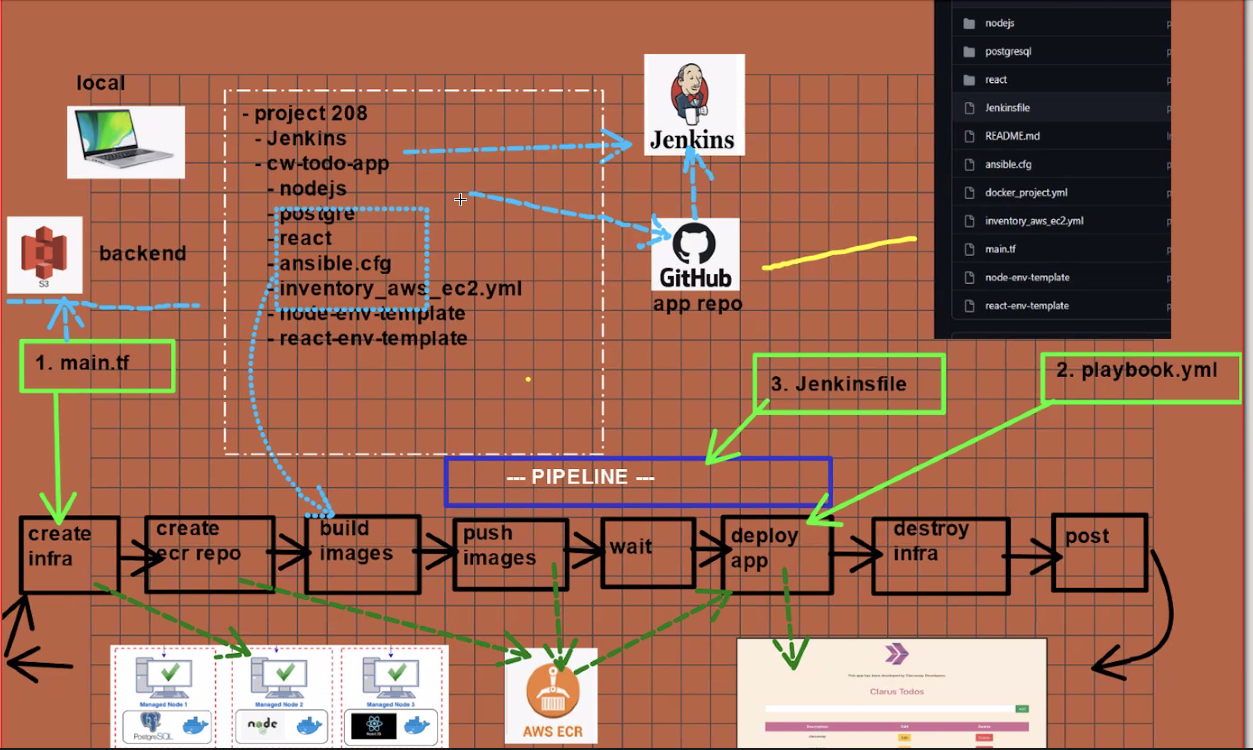 local
backend
S3
1. main.tf
- project 208
- Jenkins
- cw-todo-app
- nodejs
- postgre
- react
- ansible.cfg
- inventory_aws_ec2.yml
- node-env-template
- react-env-template
Jenkins
GitHub
app repo
nodejs
postgresql
react
Jenkinsfile
README.md
ansible.cfg
docker_project.yml
inventory_aws_ec2.yml
main.tf
node-env-template
react-env-template
3. Jenkinsfile
2. playbook.yml
--- PIPELINE ---
create
infra
create
ecr repo
build
images
push
images
wait
deploy
app
destroy
infra
post
Managed Node 1
Managed Node 2
Managed Node 3
PostgreSQL
node
AWS ECR
Clarus Todos
Description
Edit
Delete